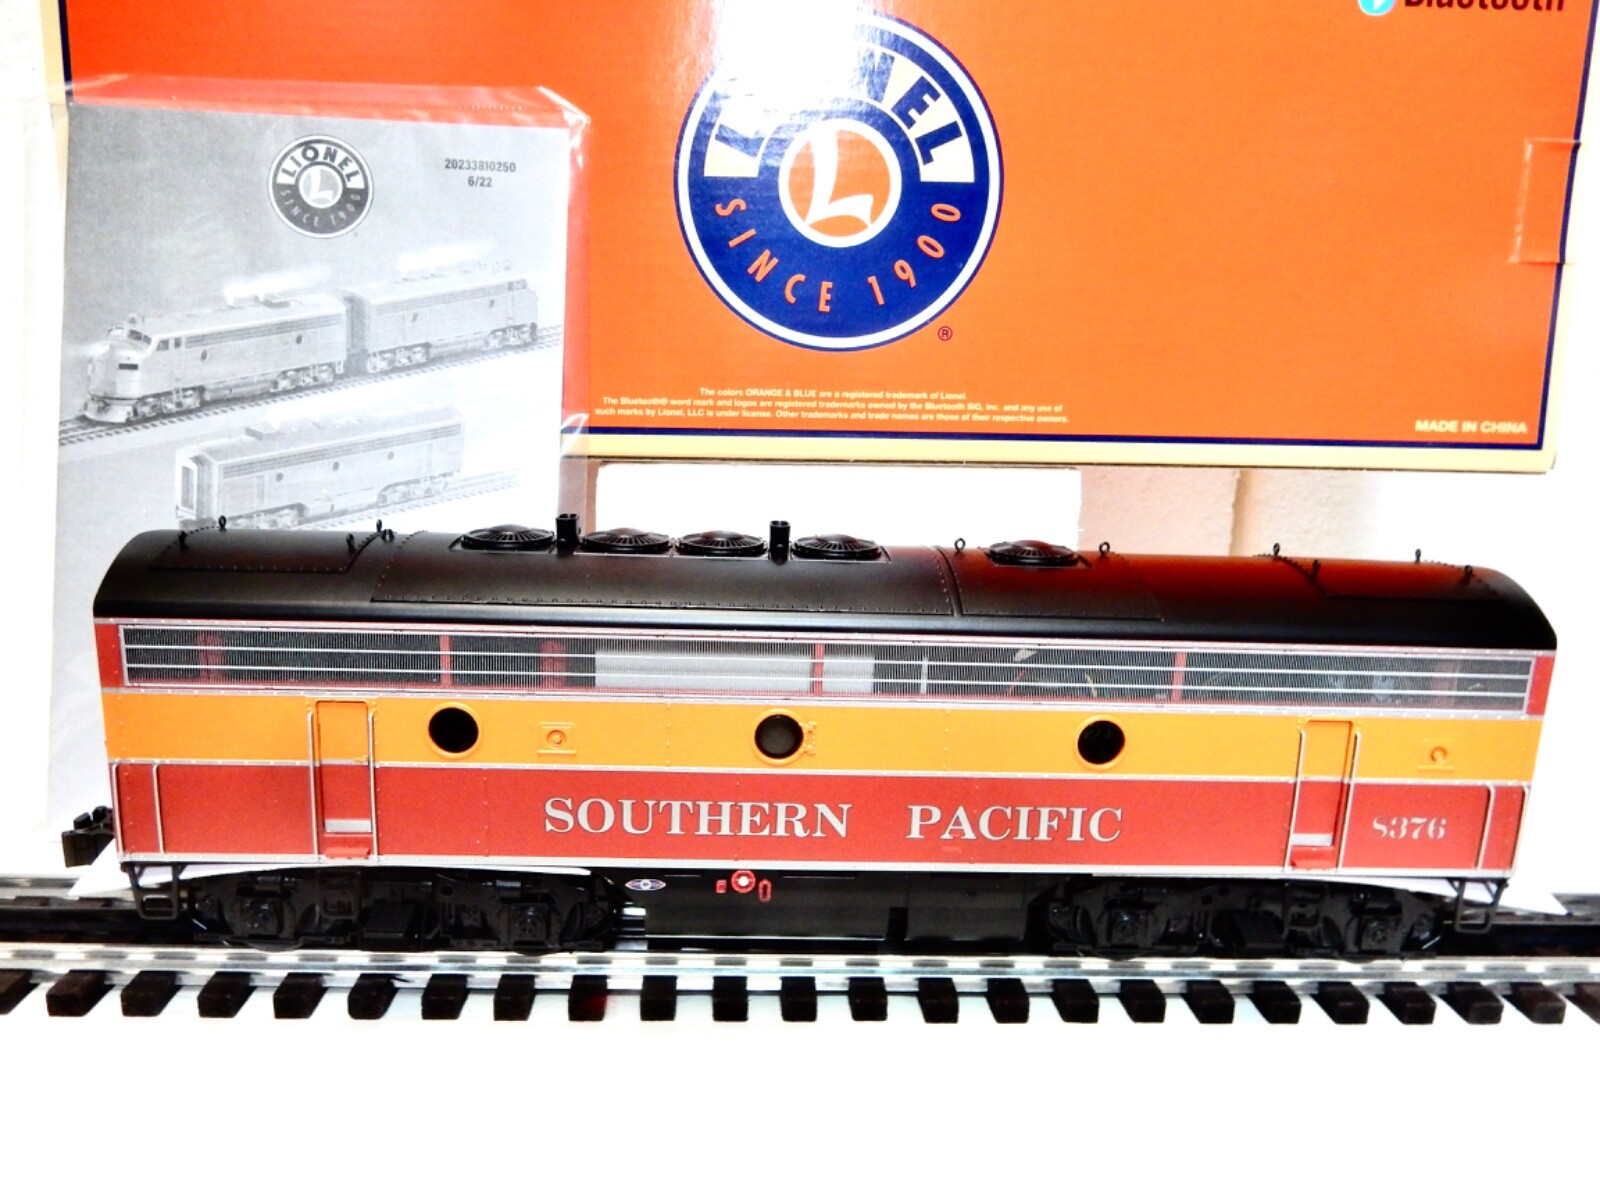 Bluetooth
LIONEL
SINCE 1900
®
LIONEL
SINCE 1900
20233810250
6/22
The colors ORANGE & BLUE are a registered trademark of Lionel.
The Bluetooth® word mark and logos are registered trademarks owned by the Bluetooth SIG, Inc. and any use of
such marks by Lionel, LLC is under license. Other trademarks and trade names are those of their respective owners.
MADE IN CHINA
SOUTHERN PACIFIC
8376